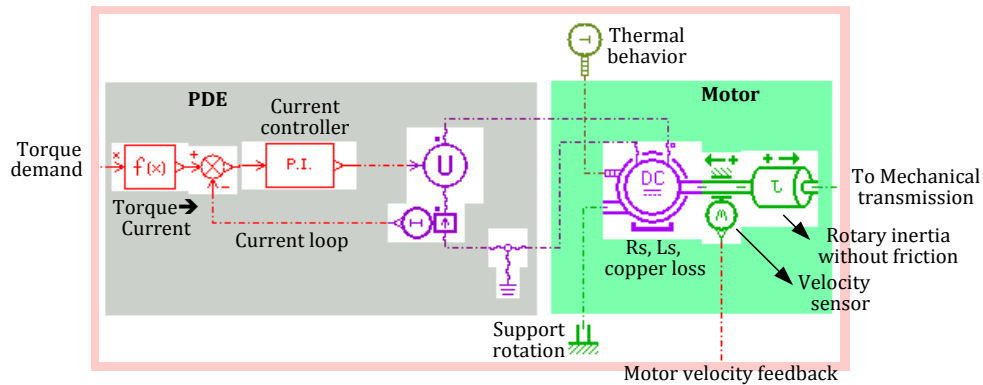 Thermal
behavior
PDE
Motor
Current
controller
Torque
demand
x
f(x)
+
−
P.I.
U
DC
+
+
To Mechanical
transmission
Torque➔
Current
Current loop
Rs, Ls,
copper loss
Rotary inertia
without friction
Velocity
sensor
Support
rotation
Motor velocity feedback